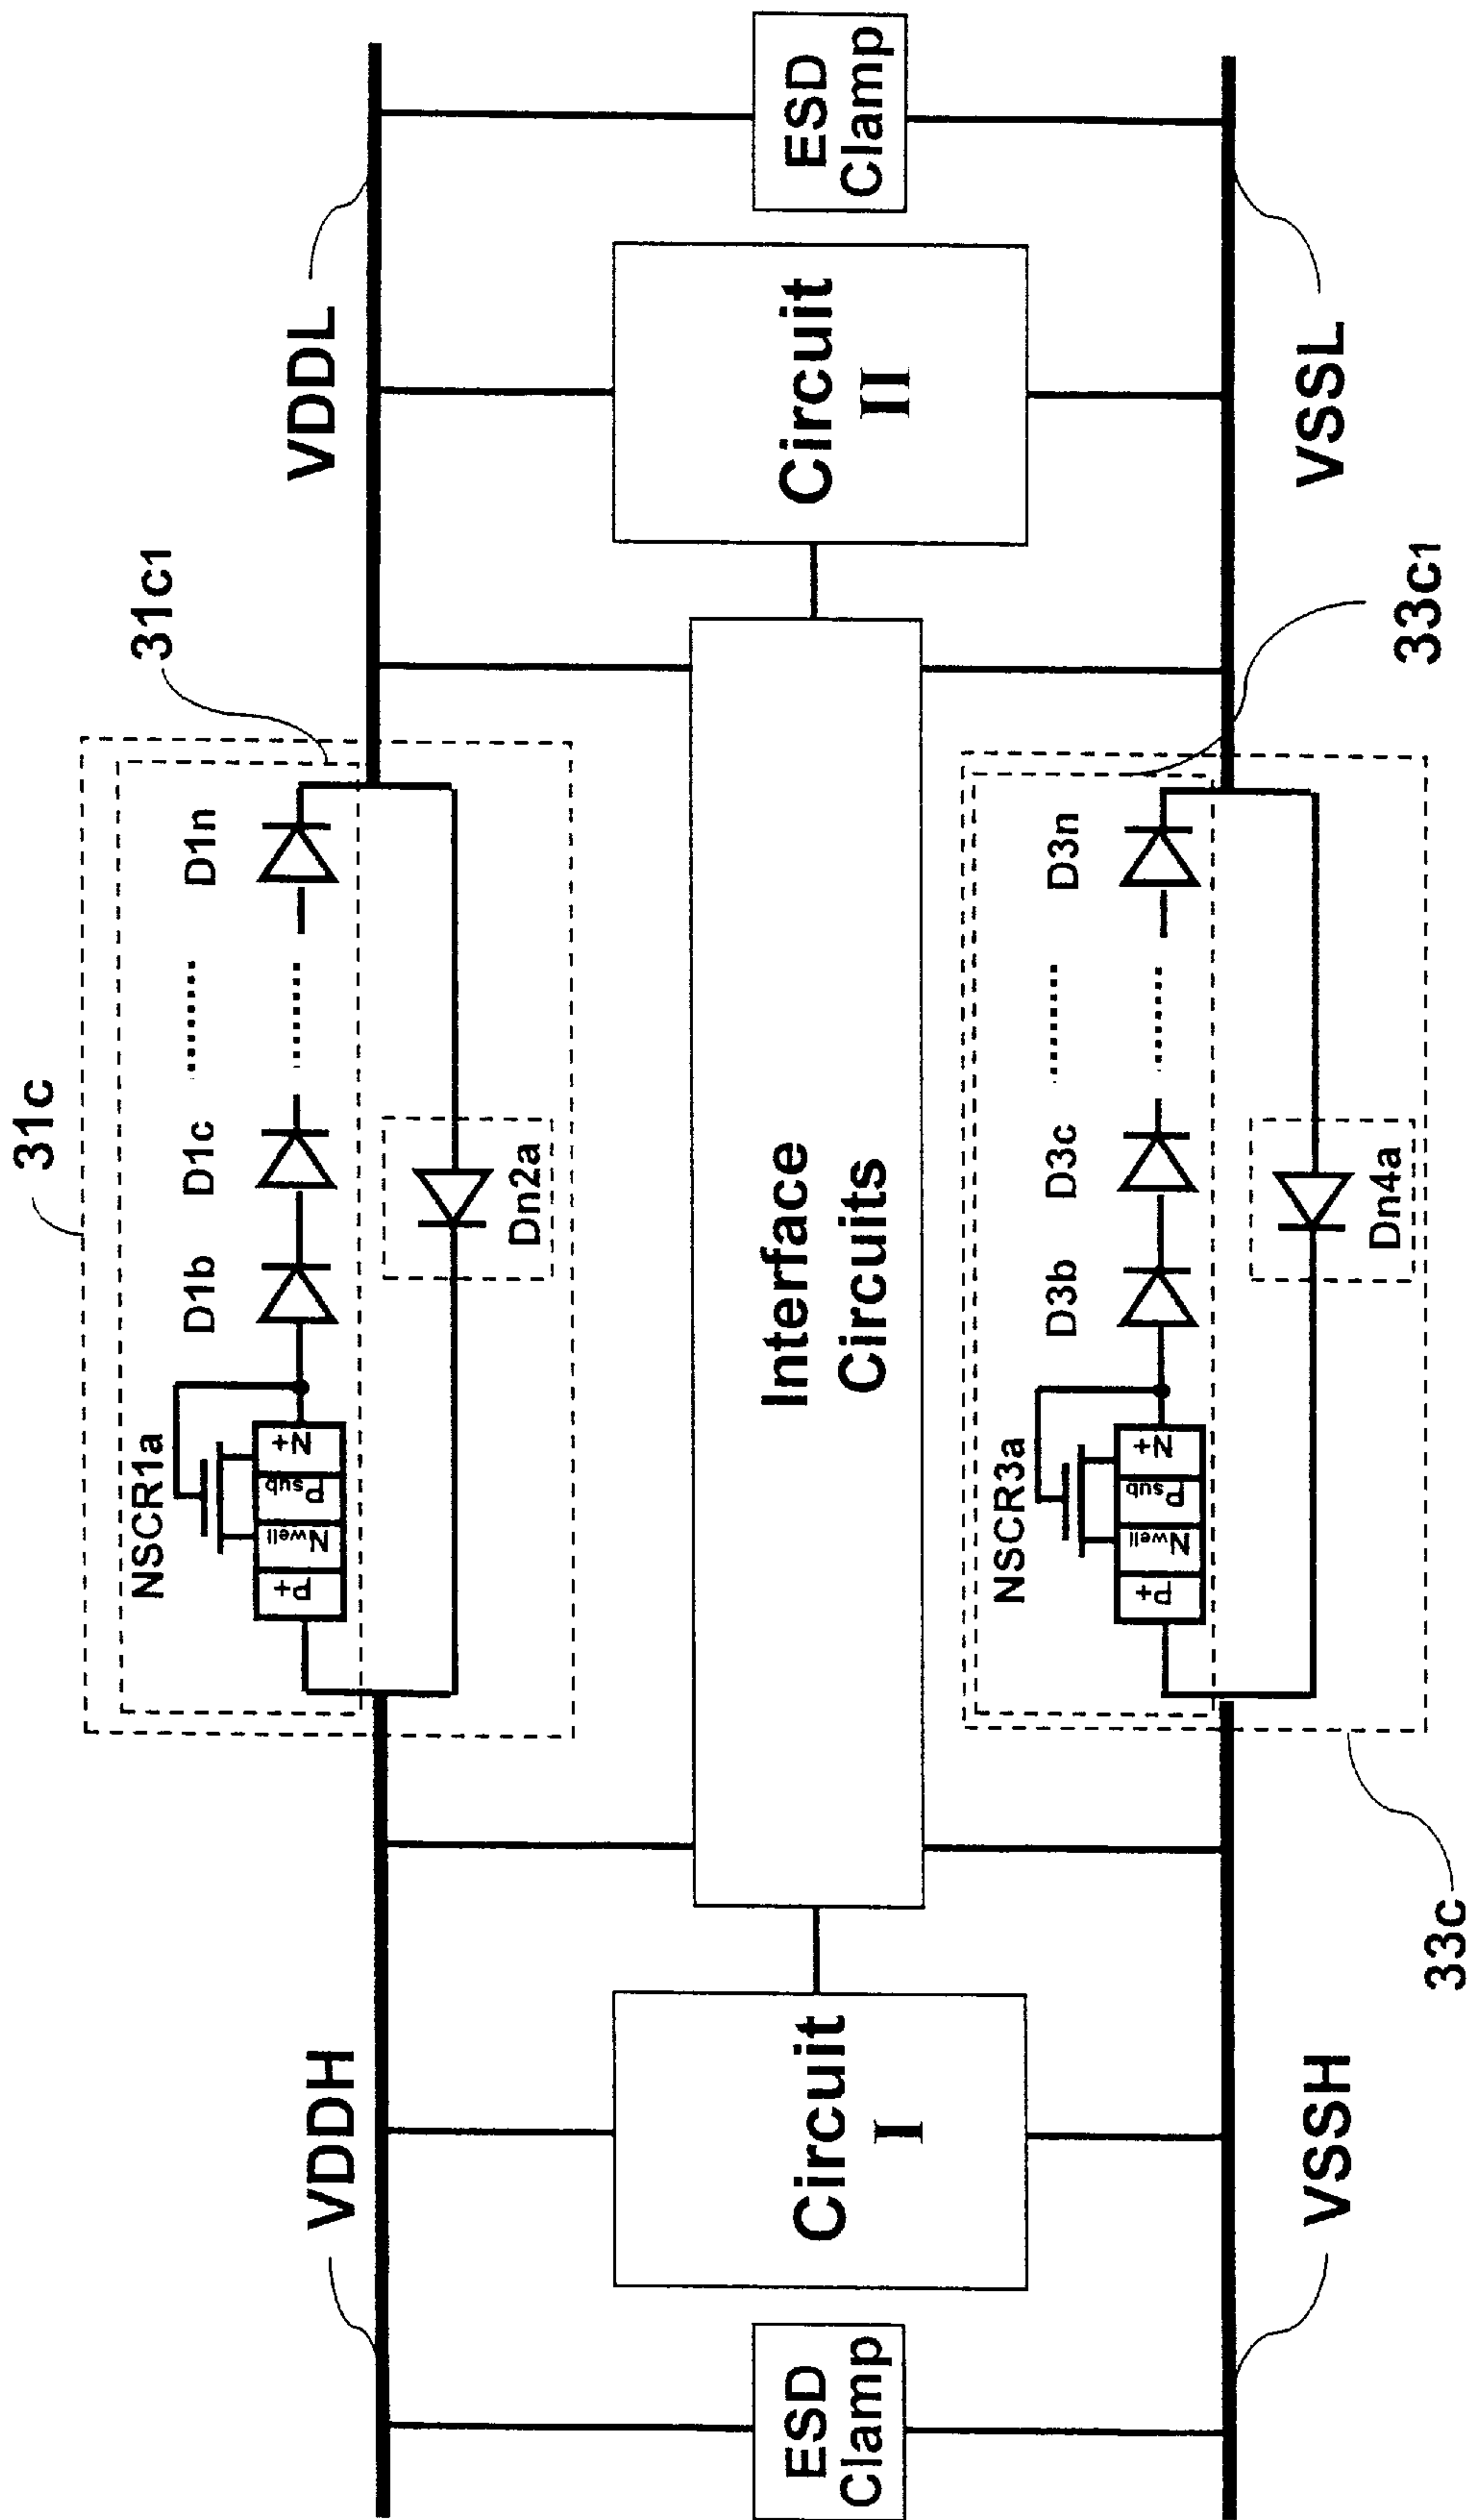 31c
31c1
NSCR1a
D1b
D1c
........
D1n
P+
Nwell
Psub
N+
Dn2a
VDDH
VDDL
ESD
Clamp
Circuit
I
Interface
Circuits
Circuit
II
ESD
Clamp
NSCR3a
D3b
D3c
........
D3n
P+
Nwell
Psub
N+
Dn4a
VSSH
VSSL
33c
33c1